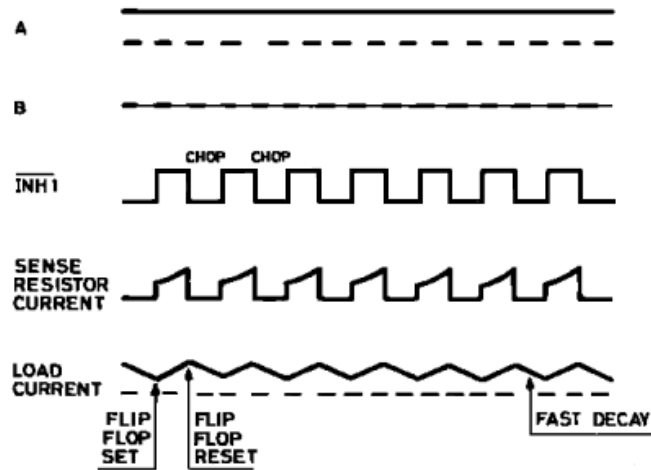 A
B
CHOP CHOP
INH1
SENSE
RESISTOR
CURRENT
LOAD
CURRENT
FLIP
FLOP
SET
FLIP
FLOP
RESET
FAST DECAY